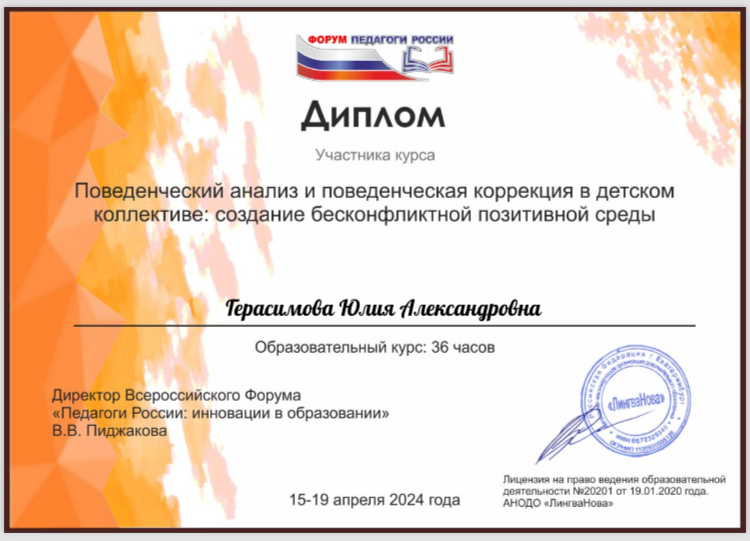 ФОРУМ ПЕДАГОГИ РОССИИ
Диплом
Участника курса
Поведенческий анализ и поведенческая коррекция в детском
коллективе: создание бесконфликтной позитивной среды
Герасимова Юлия Александровна
Образовательный курс: 36 часов
Директор Всероссийского Форума
«Педагоги России: инновации в образовании»
В.В. Пиджакова
«ЛингваНова»
15-19 апреля 2024 года
Лицензия на право ведения образовательной
деятельности №20201 от 19.01.2020 года.
АНОДО «ЛингваНова»